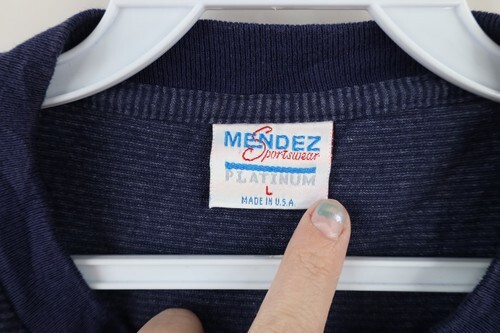 MENDEZ
Sportswear
PLATINUM
L
MADE IN U.S.A.